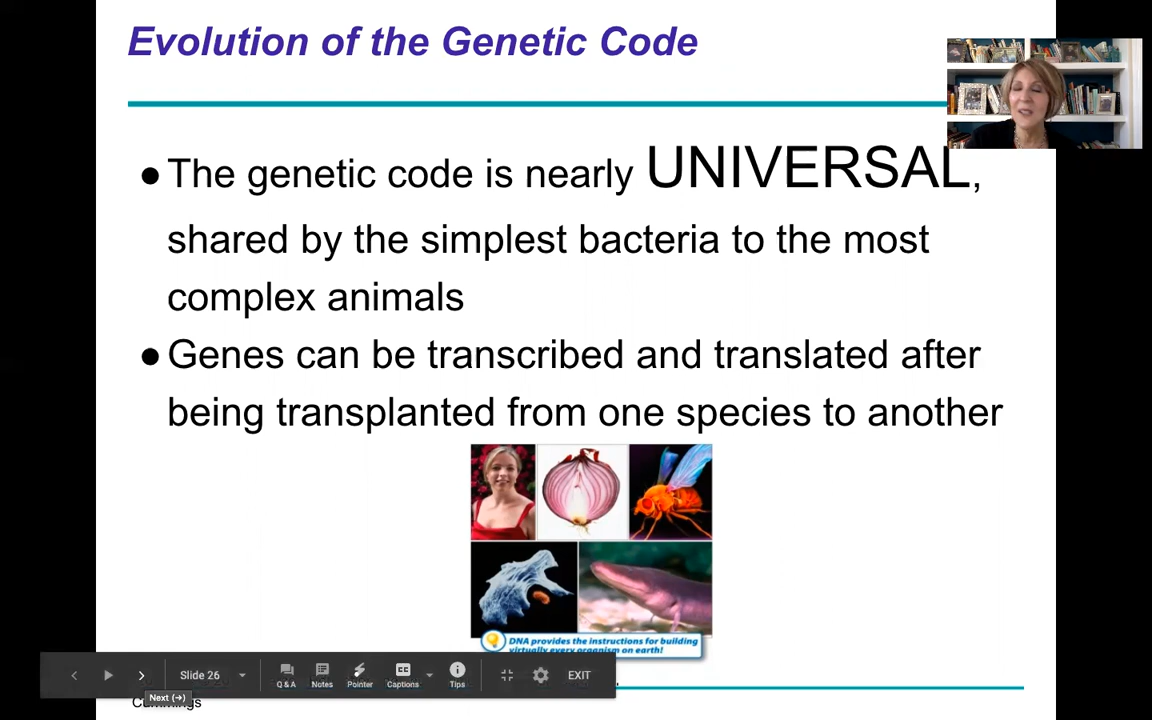 Evolution of the Genetic Code
● The genetic code is nearly UNIVERSAL,
shared by the simplest bacteria to the most
complex animals
● Genes can be transcribed and translated after
being transplanted from one species to another
DNA provides the instructions for building
virtually every organism on earth!
Slide 26
Q & A
Notes
Pointer
CC
Captions
Tips
EXIT
Next (→)